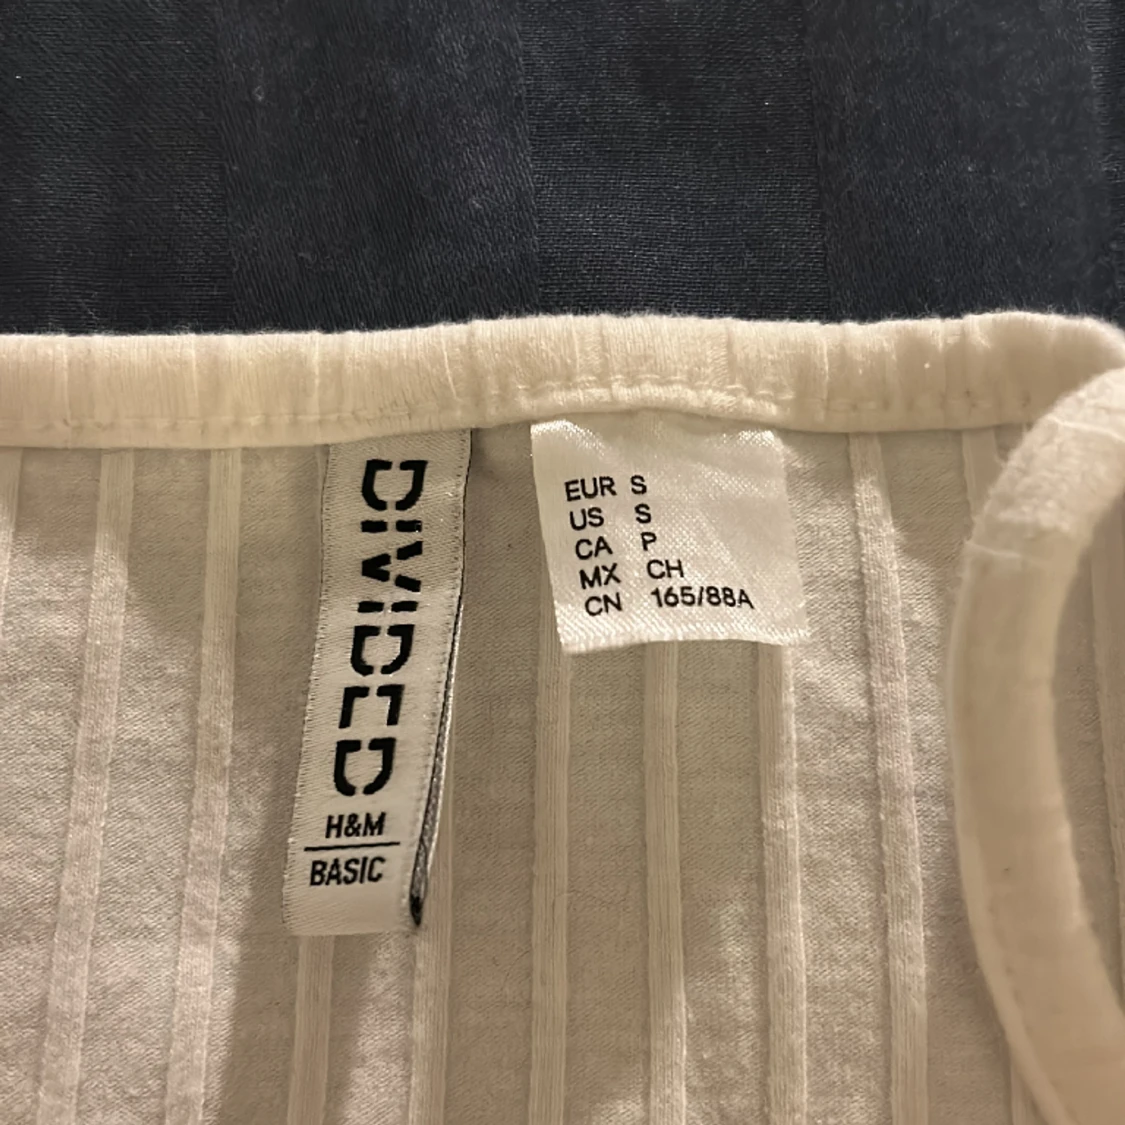 DIVIDED
H&M
BASIC
EUR S
US S
CA P
MX CH
CN 165/88A